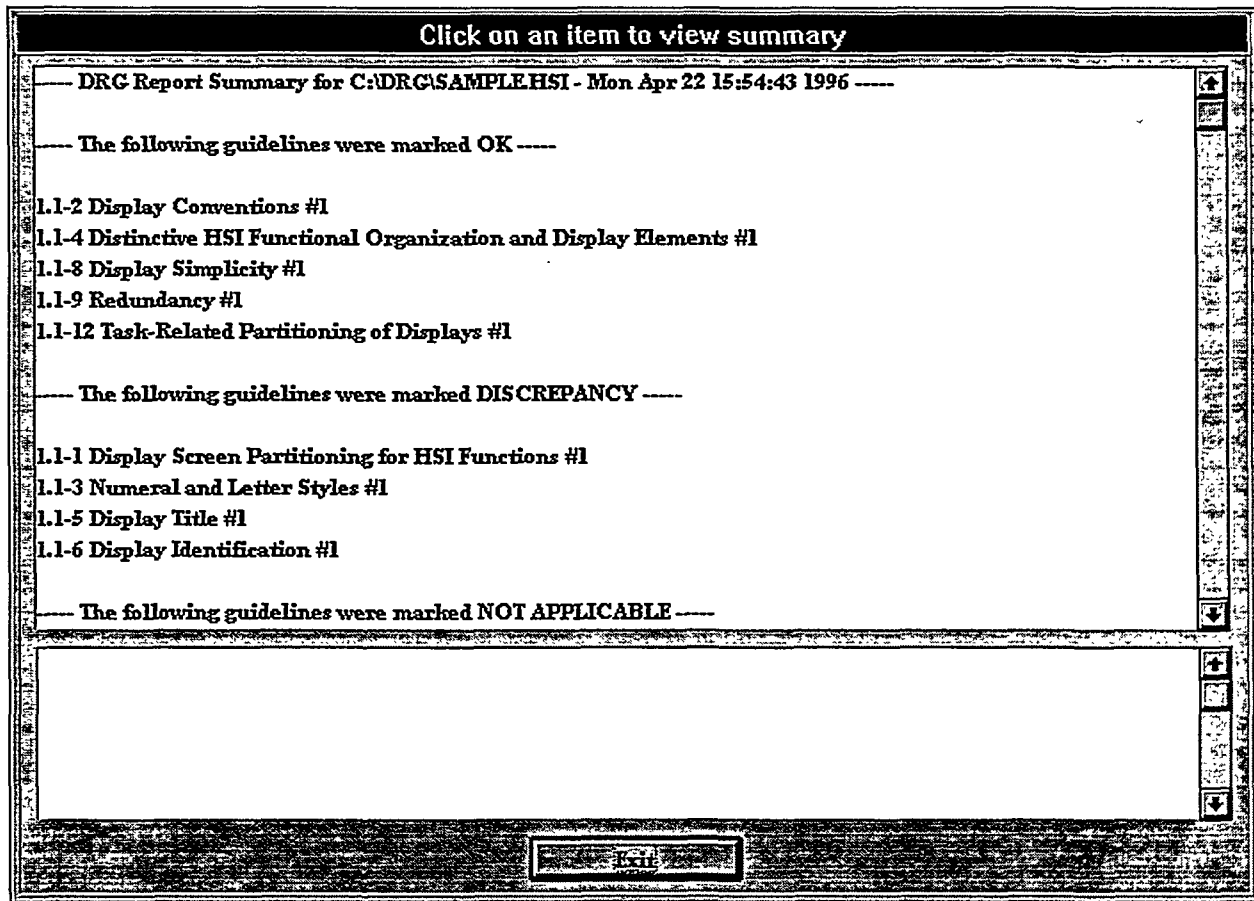 Click on an item to view summary
----- DRG Report Summary for C:\DRG\SAMPLE.HSI - Mon Apr 22 15:54:43 1996 -----
----- The following guidelines were marked OK -----
1.1-2 Display Conventions #1
1.1-4 Distinctive HSI Functional Organization and Display Elements #1
1.1-8 Display Simplicity #1
1.1-9 Redundancy #1
1.1-12 Task-Related Partitioning of Displays #1
----- The following guidelines were marked DISCREPANCY -----
1.1-1 Display Screen Partitioning for HSI Functions #1
1.1-3 Numeral and Letter Styles #1
1.1-5 Display Title #1
1.1-6 Display Identification #1
----- The following guidelines were marked NOT APPLICABLE -----
Exit